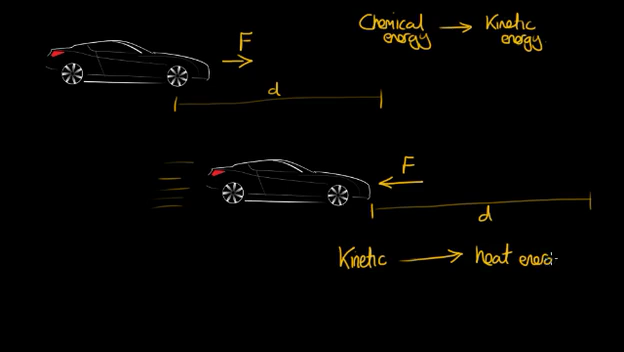 F
Chemical energy → Kinetic energy
d
F
d
Kinetic → heat